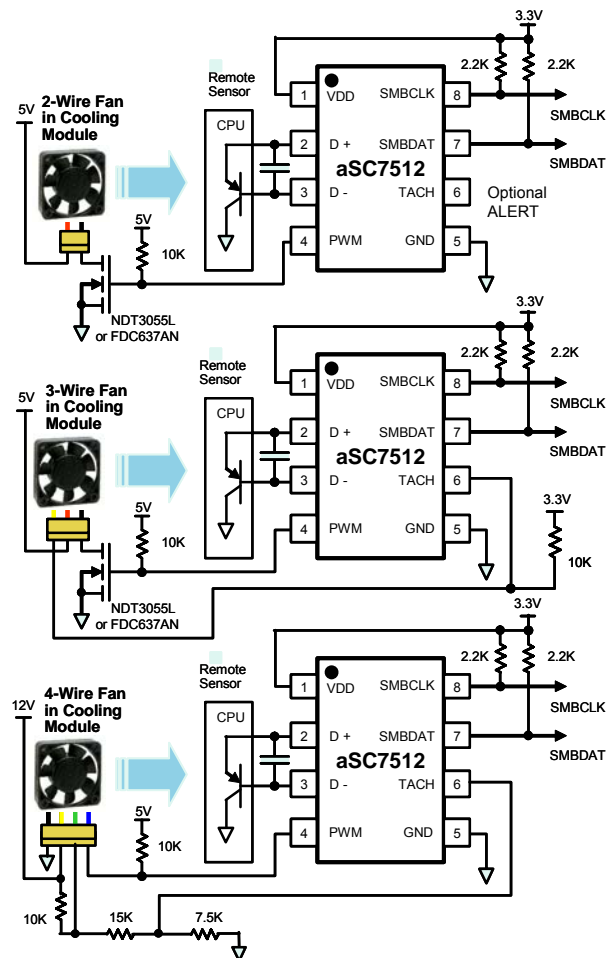 3.3V
2.2K
2.2K
Remote
Sensor
5V
2-Wire Fan
in Cooling
Module
CPU
1
VDD
SMBCLK
8
SMBCLK
2
D +
SMBDAT
7
SMBDAT
aSC7512
3
D -
TACH
6
Optional
ALERT
5V
10K
4
PWM
GND
5
NDT3055L
or FDC637AN
3.3V
2.2K
2.2K
Remote
Sensor
5V
3-Wire Fan
in Cooling
Module
CPU
1
VDD
SMBCLK
8
SMBCLK
2
D +
SMBDAT
7
SMBDAT
aSC7512
3
D -
TACH
6
5V
10K
4
PWM
GND
5
3.3V
10K
NDT3055L
or FDC637AN
3.3V
2.2K
2.2K
Remote
Sensor
12V
4-Wire Fan
in Cooling
Module
CPU
1
VDD
SMBCLK
8
SMBCLK
2
D +
SMBDAT
7
SMBDAT
aSC7512
3
D -
TACH
6
5V
10K
4
PWM
GND
5
10K
15K
7.5K